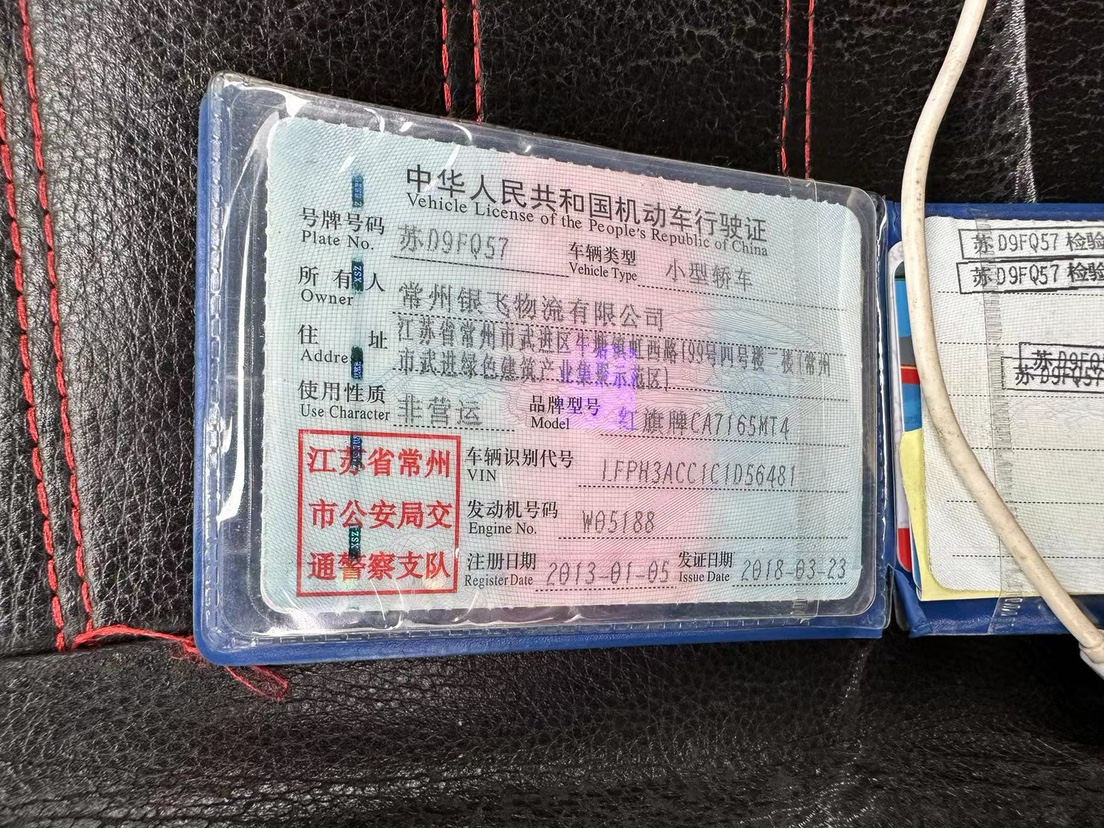 中华人民共和国机动车行驶证
Vehicle License of the People's Republic of China
号牌号码 苏D9FQ57 车辆类型 小型轿车
Plate No. Vehicle Type
所有人 常州银飞物流有限公司
Owner
住址 江苏省常州市武进区牛塘镇虹西路199号四号楼一楼(常州
Address 市武进绿色建筑产业集聚示范区)
使用性质 非营运 品牌型号 红旗牌CA7165MT4
Use Character Model
江苏省常州
市公安局交
通警察支队
车辆识别代号 LFPH3ACC1C1D56481
VIN
发动机号码 W05188
Engine No.
注册日期 2013-01-05 发证日期 2018-03-23
Register Date Issue Date
苏D9FQ57 检验
苏D9FQ57 检验
苏D9FQ5
苏D9FQ57